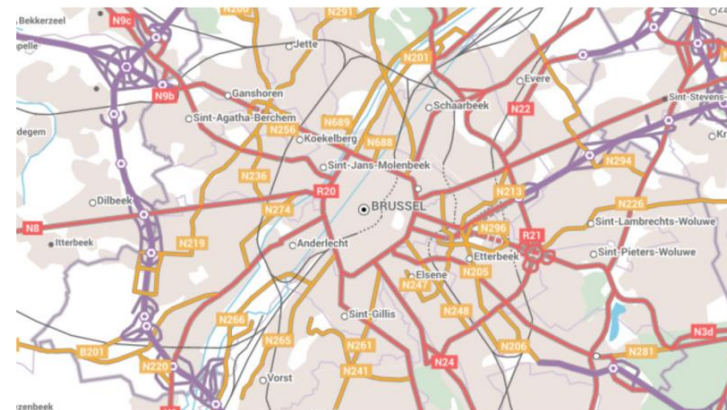 N9c
Bekkerzeel
N290
N291
Jette
N201
Evere
N9b
Ganshoren
Schaarbeek
N22
Sint-Stevens-
Sint-Agatha-Berchem
N256
N689
Koekelberg
N688
Sint-Jans-Molenbeek
N294
N236
R20
N213
Dilbeek
N274
BRUSSEL
N226
N8
Itterbeek
N219
Anderlecht
N296
R21
Sint-Lambrechts-Woluwe
Etterbeek
Sint-Pieters-Woluwe
Elsene
N205
N247
N266
Sint-Gillis
N248
N3d
B201
N265
N261
N206
N281
N220
N24
N241
Vorst